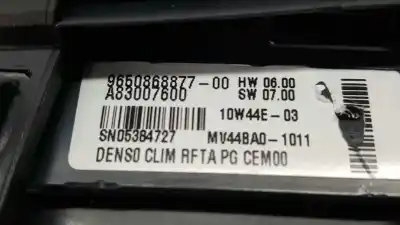 9650868877-00 HW 06.00
A83007600 SW 07.00
10W44E-03
SN05384727 MV44BA0-1011
DENSO CLIM RFTA PG CEM00